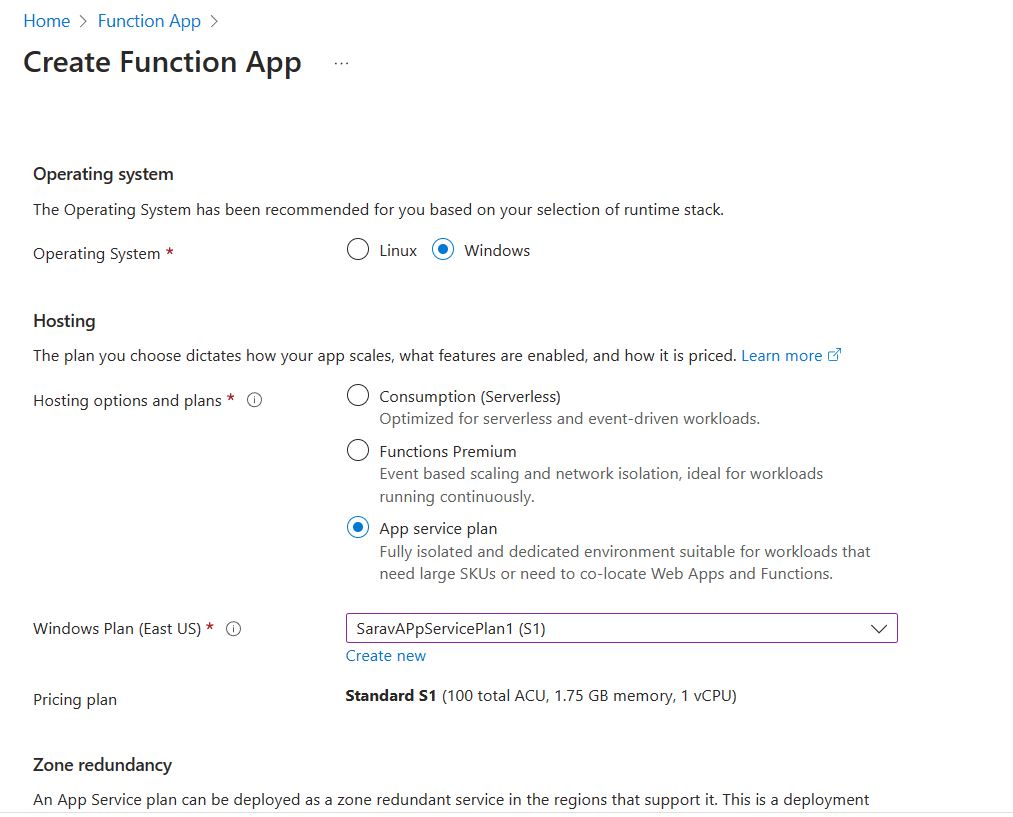 Home > Function App >
Create Function App ...
Operating system
The Operating System has been recommended for you based on your selection of runtime stack.
Operating System *
Linux
Windows
Hosting
The plan you choose dictates how your app scales, what features are enabled, and how it is priced. Learn more
Hosting options and plans *
Consumption (Serverless)
Optimized for serverless and event-driven workloads.
Functions Premium
Event based scaling and network isolation, ideal for workloads
running continuously.
App service plan
Fully isolated and dedicated environment suitable for workloads that
need large SKUs or need to co-locate Web Apps and Functions.
Windows Plan (East US) *
SaravAPpServicePlan1 (S1)
Create new
Pricing plan
Standard S1 (100 total ACU, 1.75 GB memory, 1 vCPU)
Zone redundancy
An App Service plan can be deployed as a zone redundant service in the regions that support it. This is a deployment